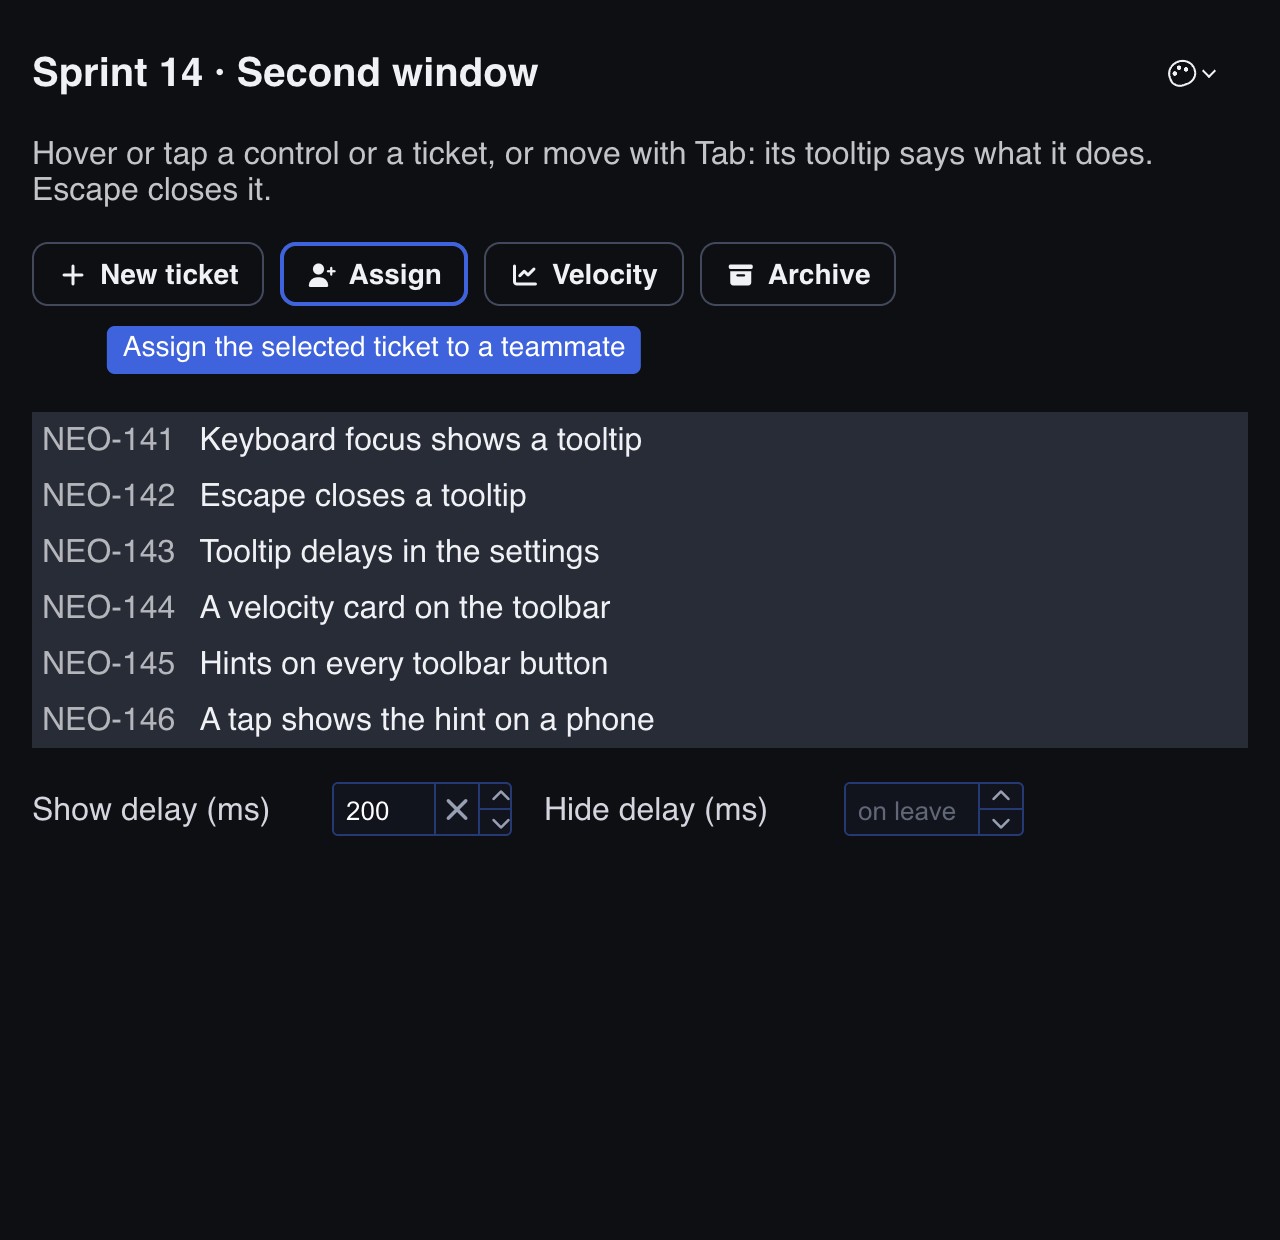 Sprint 14 · Second window
Hover or tap a control or a ticket, or move with Tab: its tooltip says what it does.
Escape closes it.
New ticket Assign Velocity Archive
Assign the selected ticket to a teammate
NEO-141 Keyboard focus shows a tooltip
NEO-142 Escape closes a tooltip
NEO-143 Tooltip delays in the settings
NEO-144 A velocity card on the toolbar
NEO-145 Hints on every toolbar button
NEO-146 A tap shows the hint on a phone
Show delay (ms) 200 Hide delay (ms) on leave